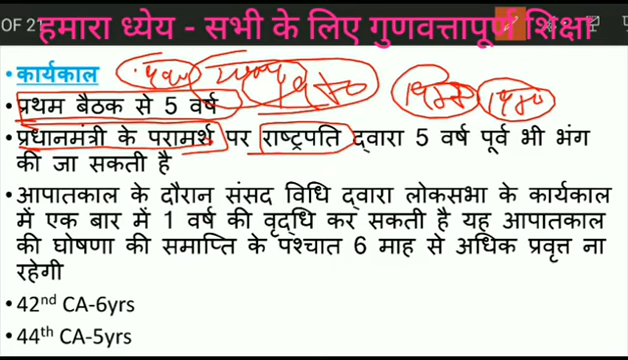 OF 21
हमारा ध्येय - सभी के लिए गुणवत्तापूर्ण शिक्षा
•कार्यकाल
•प्रथम बैठक से 5 वर्ष
•प्रधानमंत्री के परामर्श पर राष्ट्रपति द्वारा 5 वर्ष पूर्व भी भंग
की जा सकती है
•आपातकाल के दौरान संसद विधि द्वारा लोकसभा के कार्यकाल
में एक बार में 1 वर्ष की वृद्धि कर सकती है यह आपातकाल
की घोषणा की समाप्ति के पश्चात 6 माह से अधिक प्रवृत्त ना
रहेगी
•42nd CA-6yrs
•44th CA-5yrs